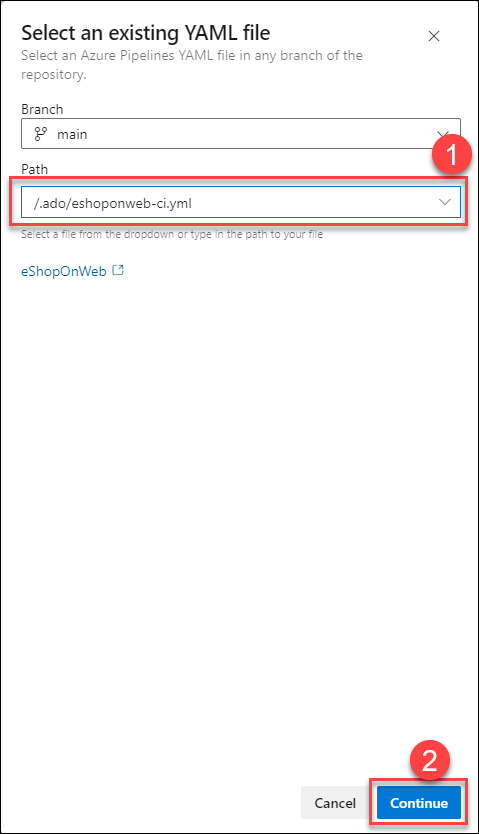 Select an existing YAML file
Select an Azure Pipelines YAML file in any branch of the
repository.
Branch
main
1
Path
/.ado/eshoponweb-ci.yml
Select a file from the dropdown or type in the path to your file
eShopOnWeb
2
Cancel
Continue